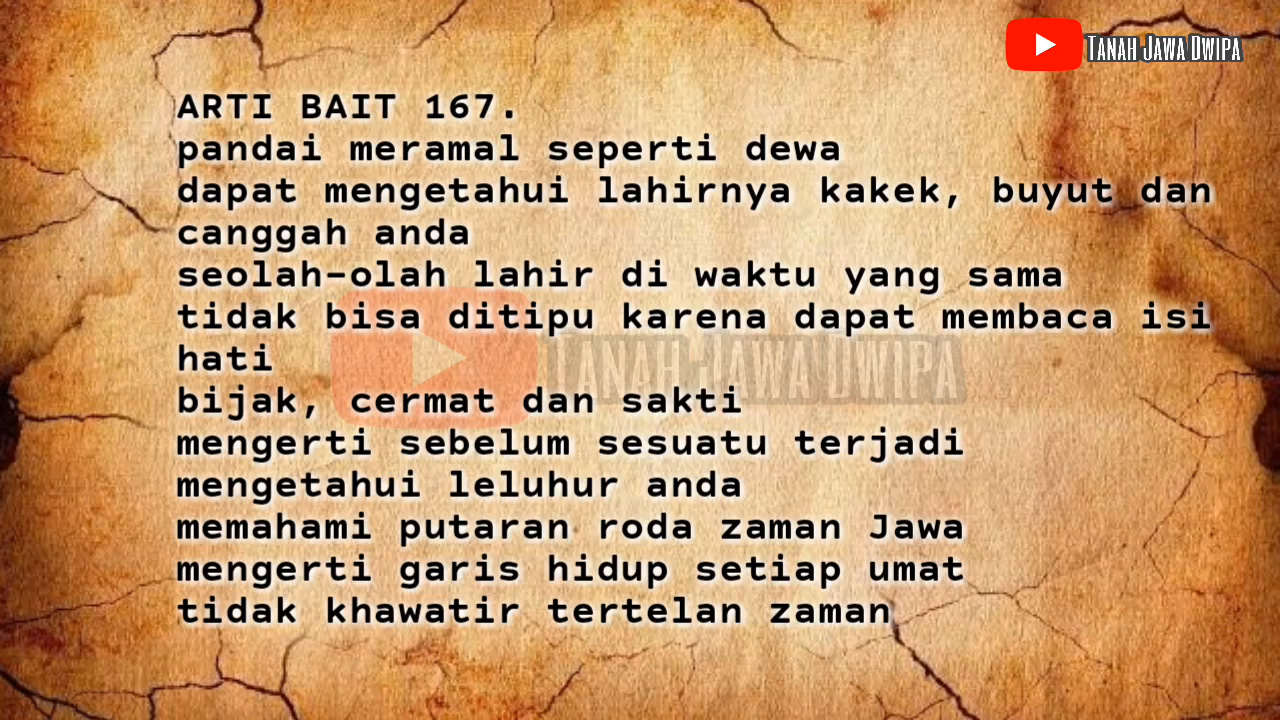 TANAH JAWA DWIPA
ARTI BAIT 167.
pandai meramal seperti dewa
dapat mengetahui lahirnya kakek, buyut dan
canggah anda
seolah-olah lahir di waktu yang sama
tidak bisa ditipu karena dapat membaca isi
hati
TANAH JAWA DWIPA
bijak, cermat dan sakti
mengerti sebelum sesuatu terjadi
mengetahui leluhur anda
memahami putaran roda zaman Jawa
mengerti garis hidup setiap umat
tidak khawatir tertelan zaman